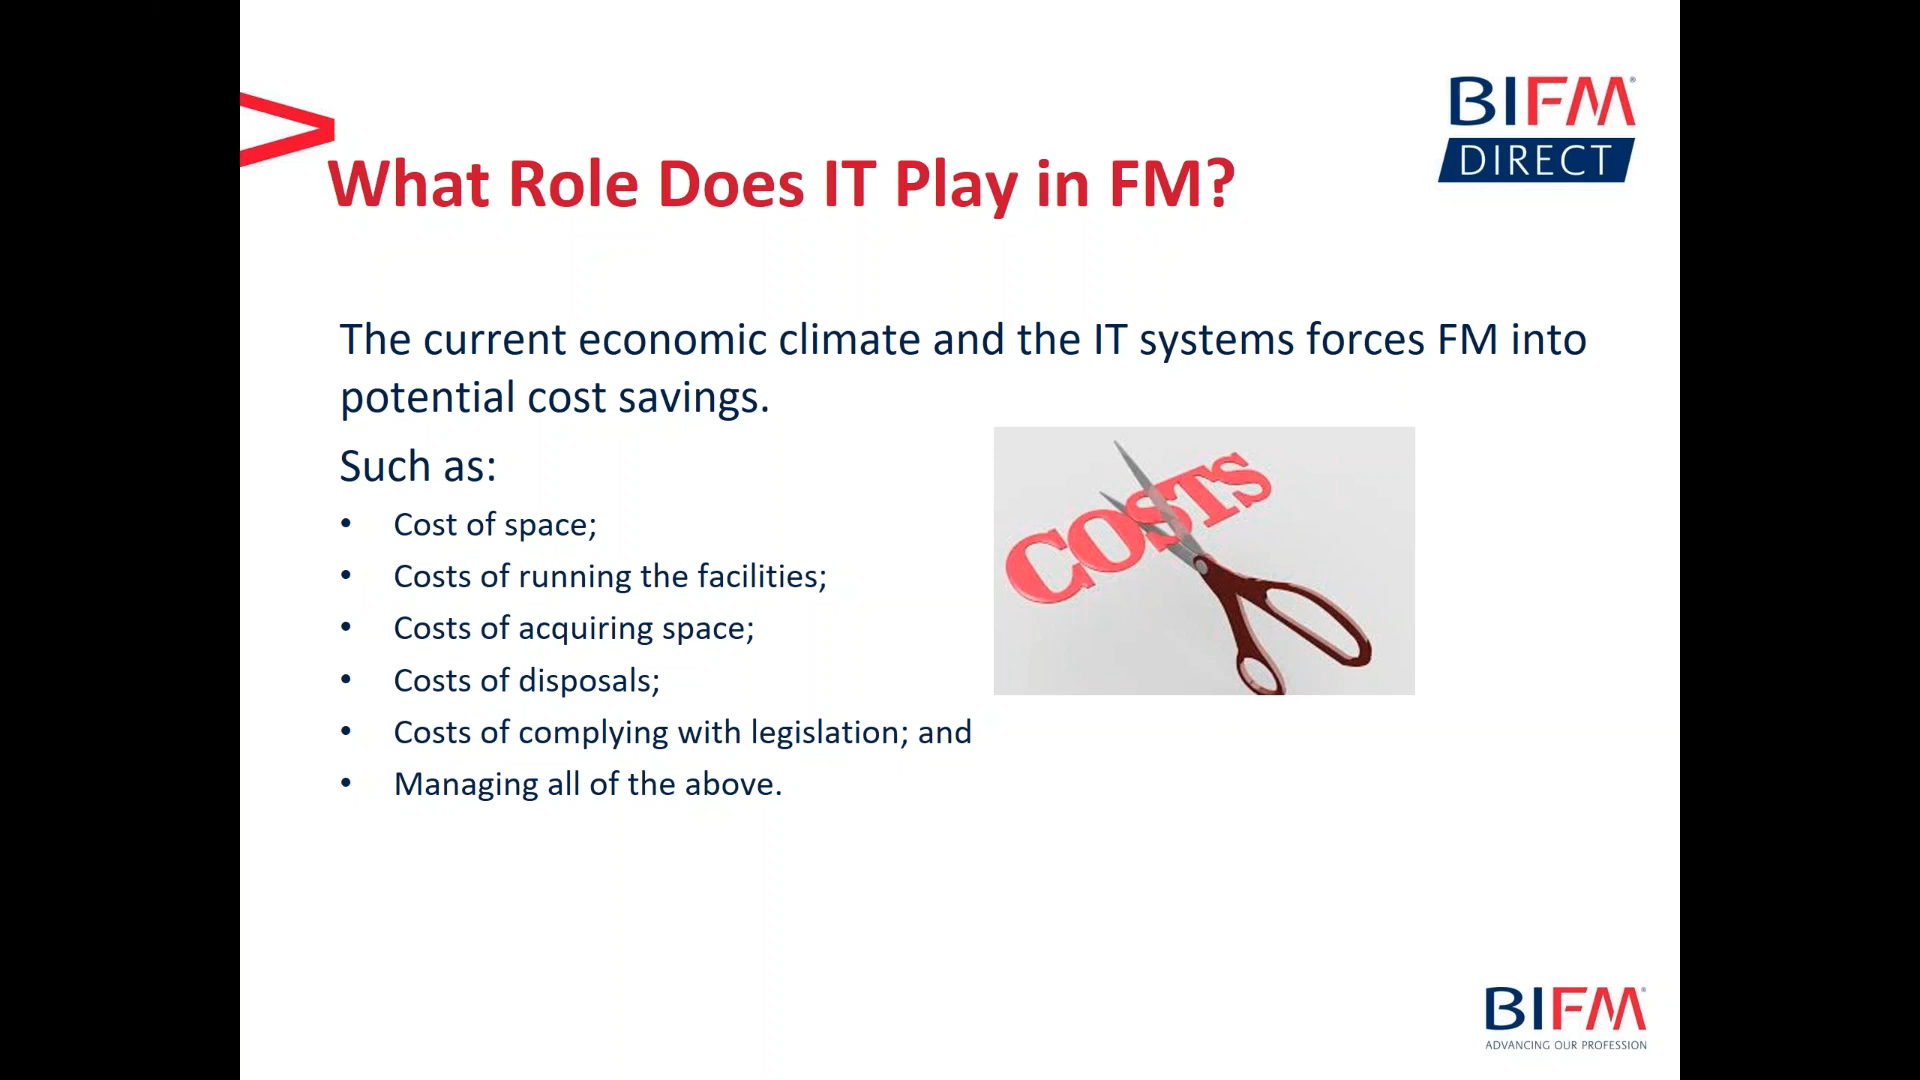 BIFM
DIRECT
What Role Does IT Play in FM?
The current economic climate and the IT systems forces FM into
potential cost savings.
Such as:
• Cost of space;
• Costs of running the facilities;
• Costs of acquiring space;
• Costs of disposals;
• Costs of complying with legislation; and
• Managing all of the above.
COSTS
BIFM
ADVANCING OUR PROFESSION